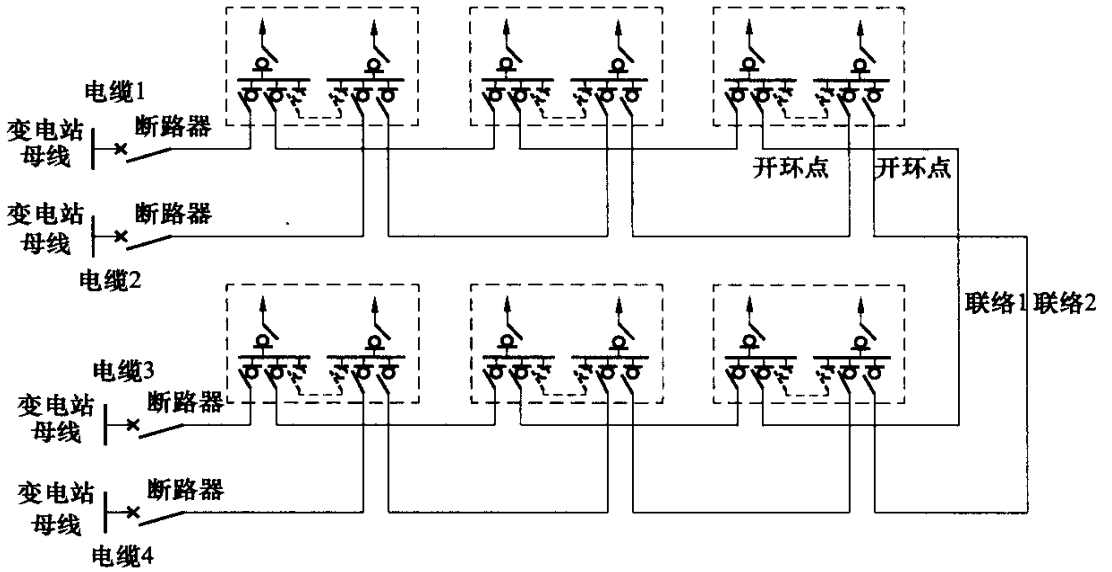 电缆1
变电站
母线
断路器
开环点
开环点
变电站
母线
断路器
电缆2
联络1
联络2
电缆3
变电站
母线
断路器
变电站
母线
断路器
电缆4